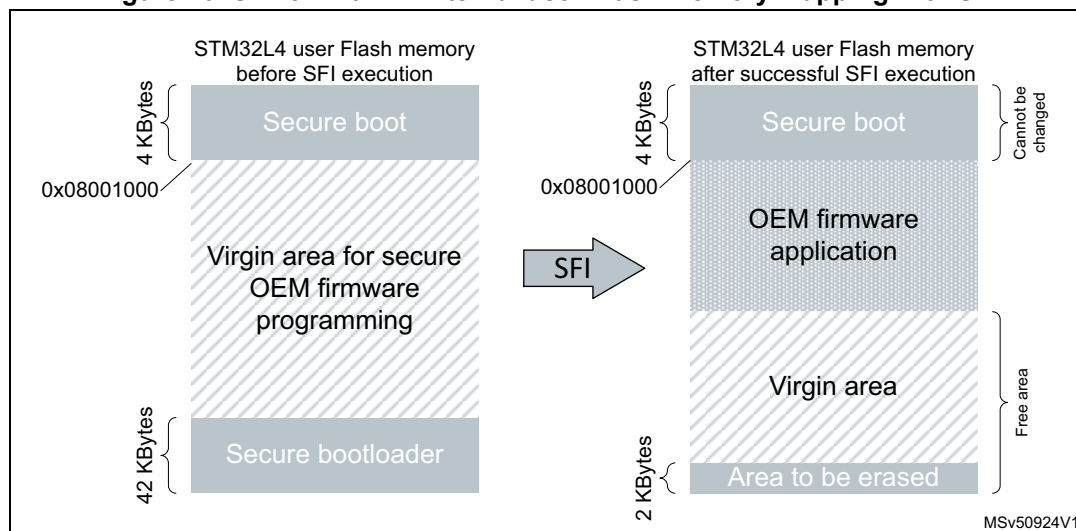 STM32L4 user Flash memory
before SFI execution
4 KBytes
Secure boot
0x08001000
Virgin area for secure
OEM firmware
programming
42 KBytes
Secure bootloader
SFI
STM32L4 user Flash memory
after successful SFI execution
4 KBytes
Secure boot
Cannot be
changed
0x08001000
OEM firmware
application
Virgin area
Free area
2 KBytes
Area to be erased
MSv50924V1